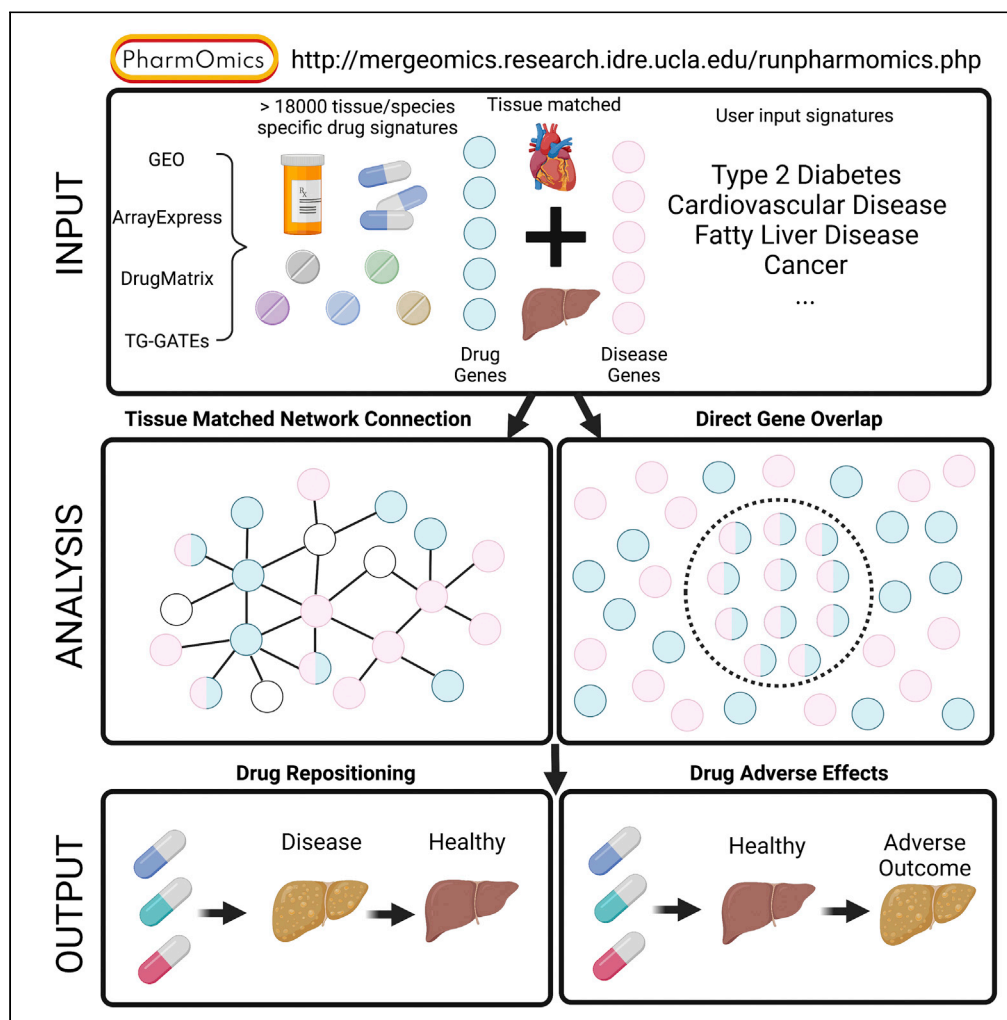 PharmOmics http://mergeomics.research.idre.ucla.edu/runpharmomics.php
INPUT
> 18000 tissue/species
specific drug signatures
Tissue matched
User input signatures
GEO
ArrayExpress
DrugMatrix
TG-GATEs
Rx
Type 2 Diabetes
Cardiovascular Disease
Fatty Liver Disease
Cancer
...
Drug
Genes
Disease
Genes
ANALYSIS
Tissue Matched Network Connection
Direct Gene Overlap
OUTPUT
Drug Repositioning
Disease
Healthy
Drug Adverse Effects
Healthy
Adverse
Outcome